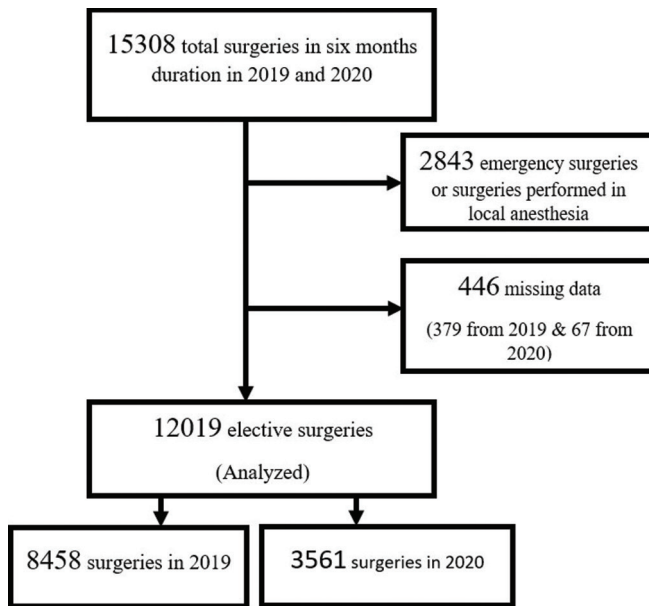 15308 total surgeries in six months
duration in 2019 and 2020
2843 emergency surgeries
or surgeries performed in
local anesthesia
446 missing data
(379 from 2019 & 67 from
2020)
12019 elective surgeries
(Analyzed)
8458 surgeries in 2019
3561 surgeries in 2020